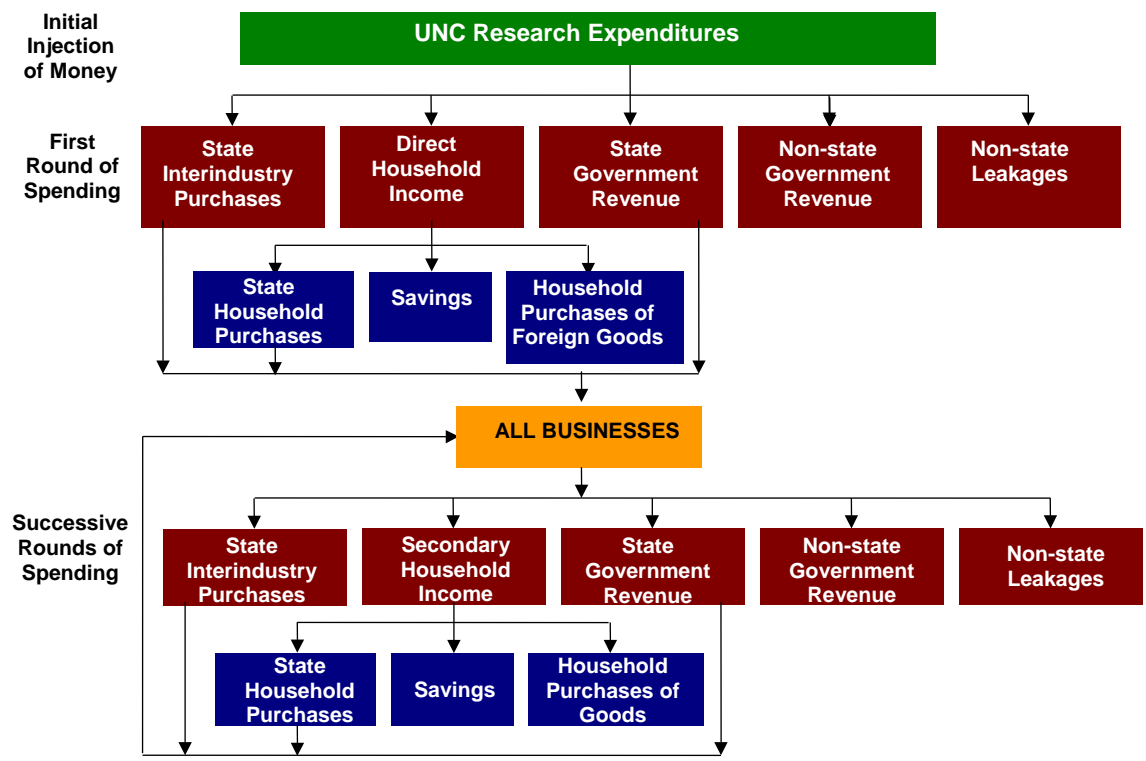 Initial
Injection
of Money
UNC Research Expenditures
First
Round of
Spending
State
Interindustry
Purchases
Direct
Household
Income
State
Government
Revenue
Non-state
Government
Revenue
Non-state
Leakages
State
Household
Purchases
Savings
Household
Purchases of
Foreign Goods
ALL BUSINESSES
Successive
Rounds of
Spending
State
Interindustry
Purchases
Secondary
Household
Income
State
Government
Revenue
Non-state
Government
Revenue
Non-state
Leakages
State
Household
Purchases
Savings
Household
Purchases of
Goods